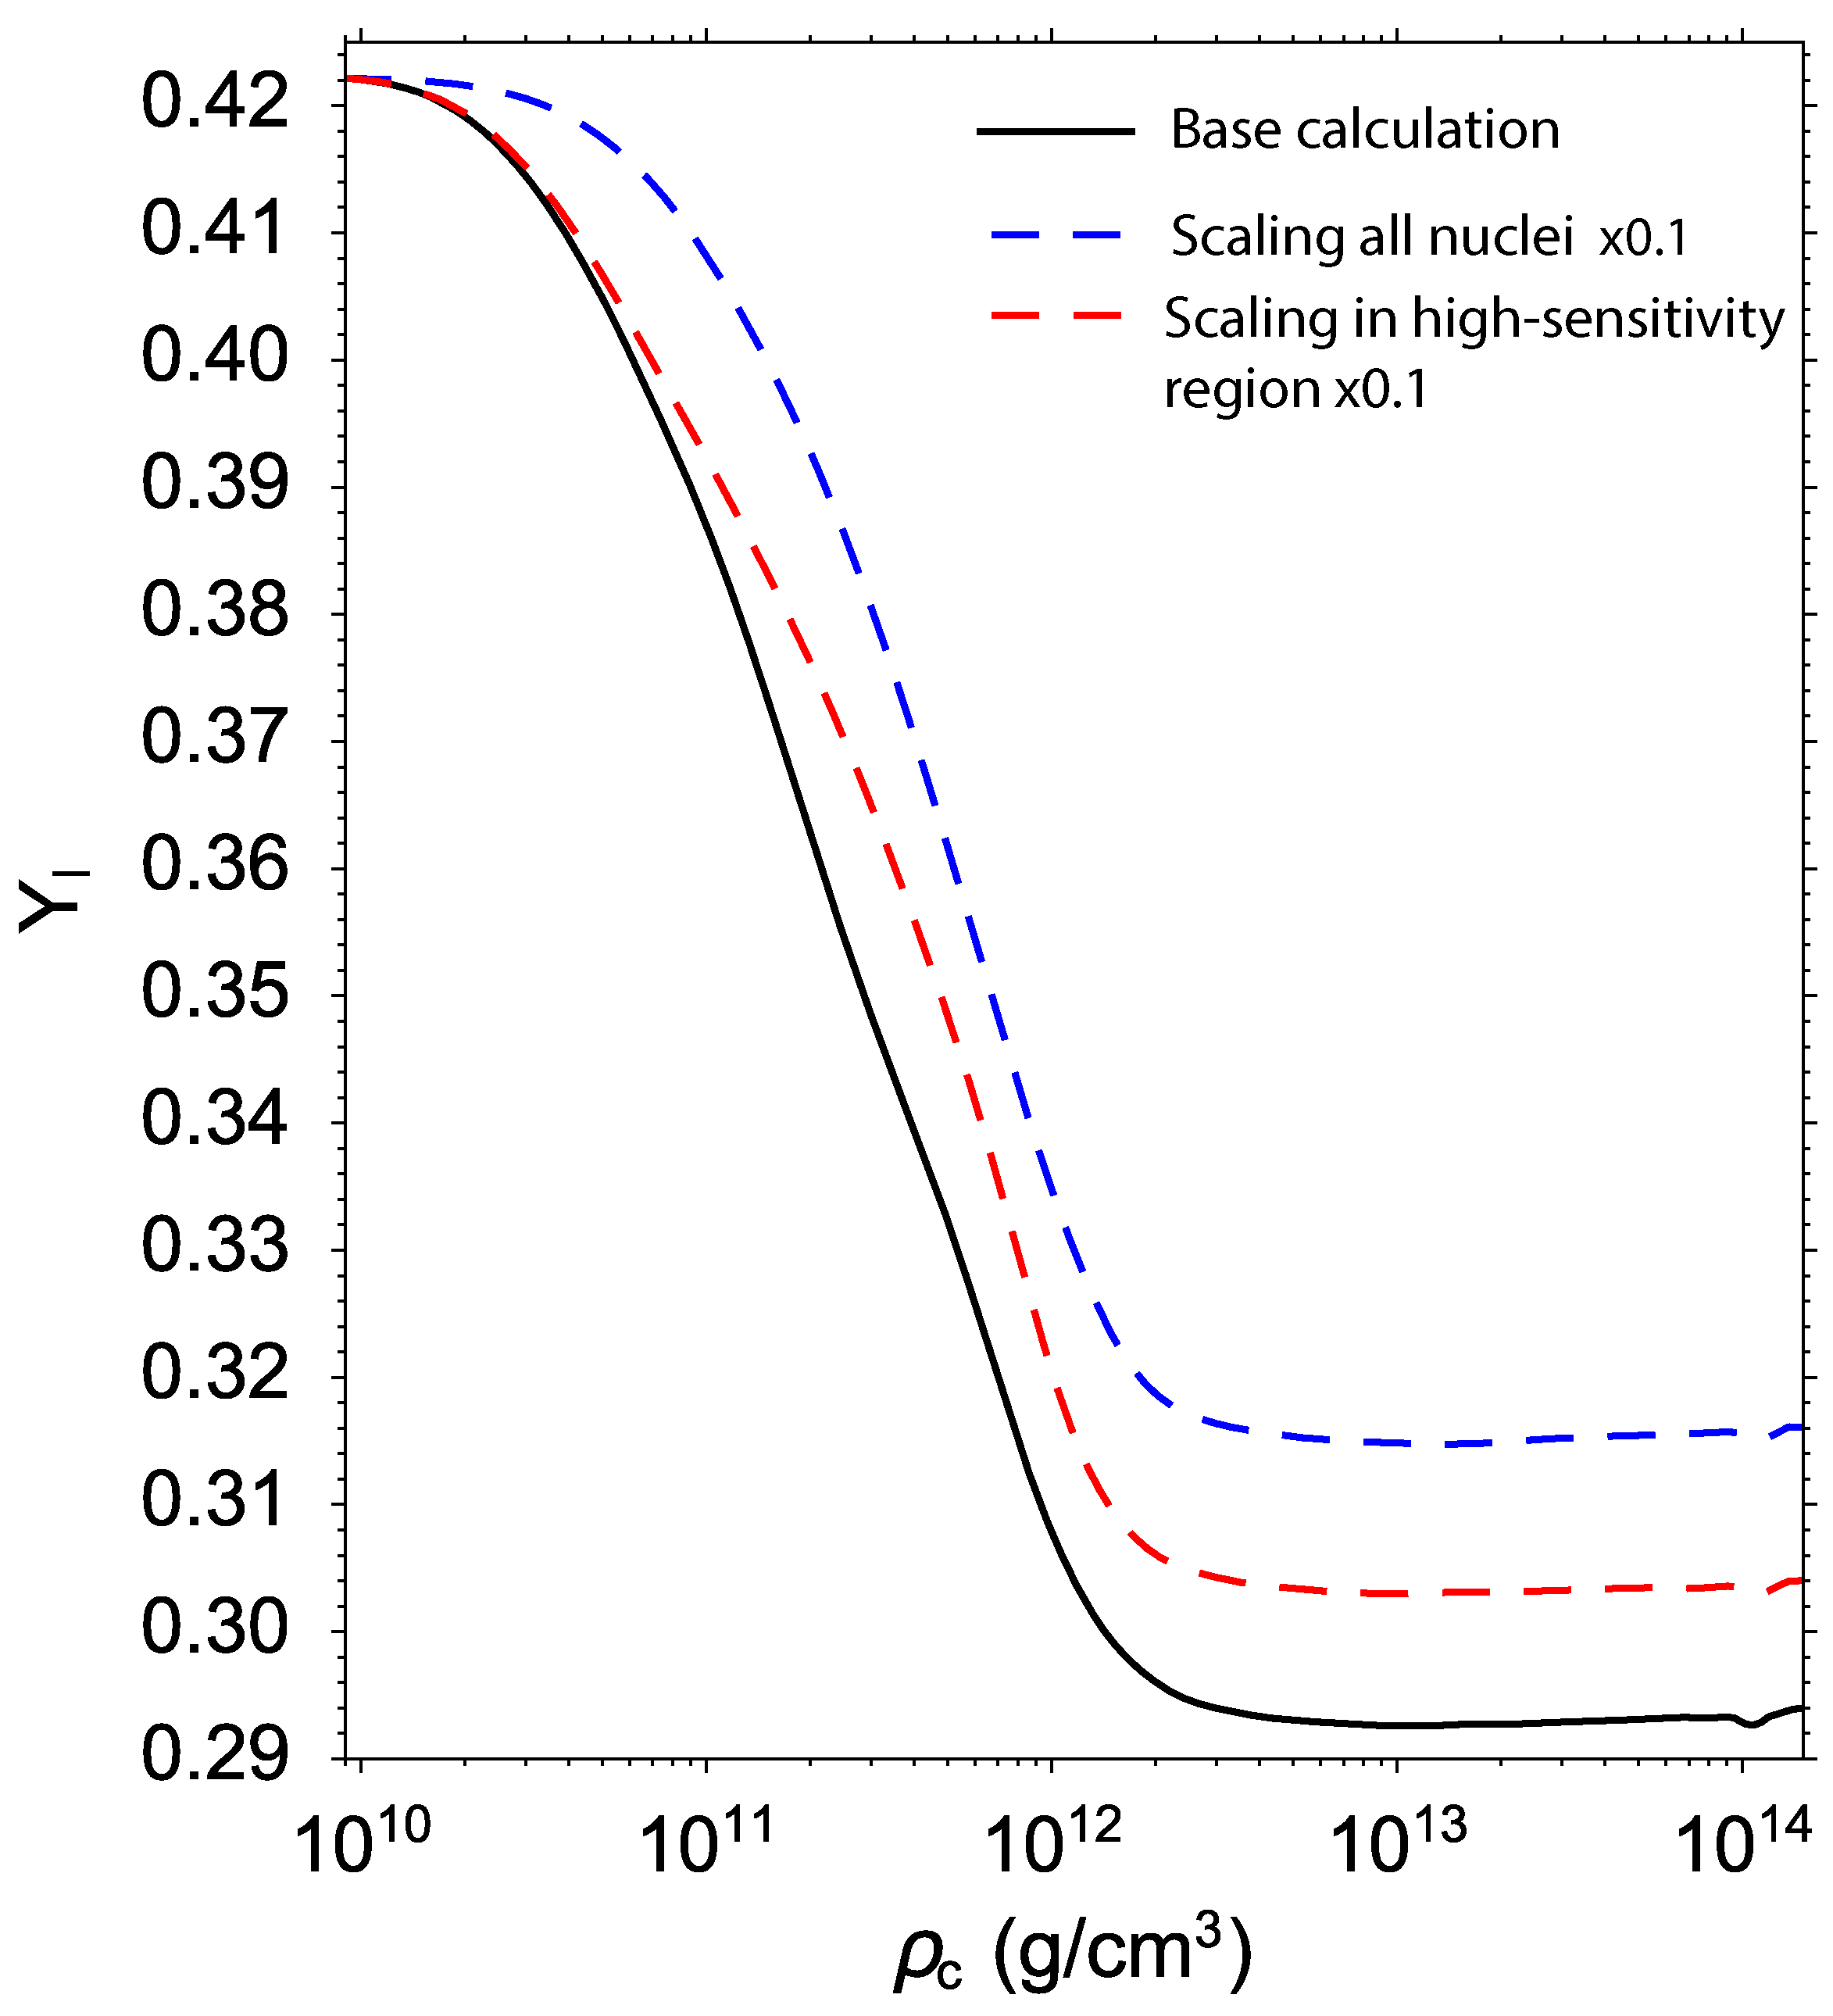 0.42
0.41
0.40
0.39
0.38
0.37
0.36
0.35
0.34
0.33
0.32
0.31
0.30
0.29
Y_l
Base calculation
Scaling all nuclei x0.1
Scaling in high-sensitivity
region x0.1
10^10 10^11 10^12 10^13 10^14
ρ_c (g/cm³)